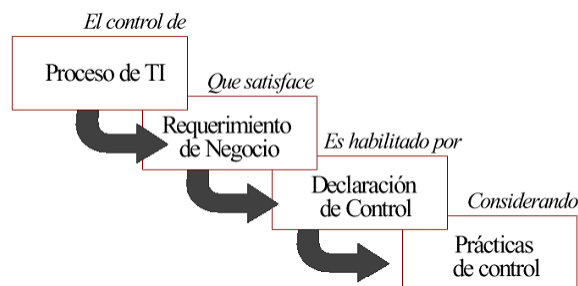 El control de
Proceso de TI
Que satisface
Requerimiento
de Negocio
Es habilitado por
Declaración
de Control
Considerando
Prácticas
de control